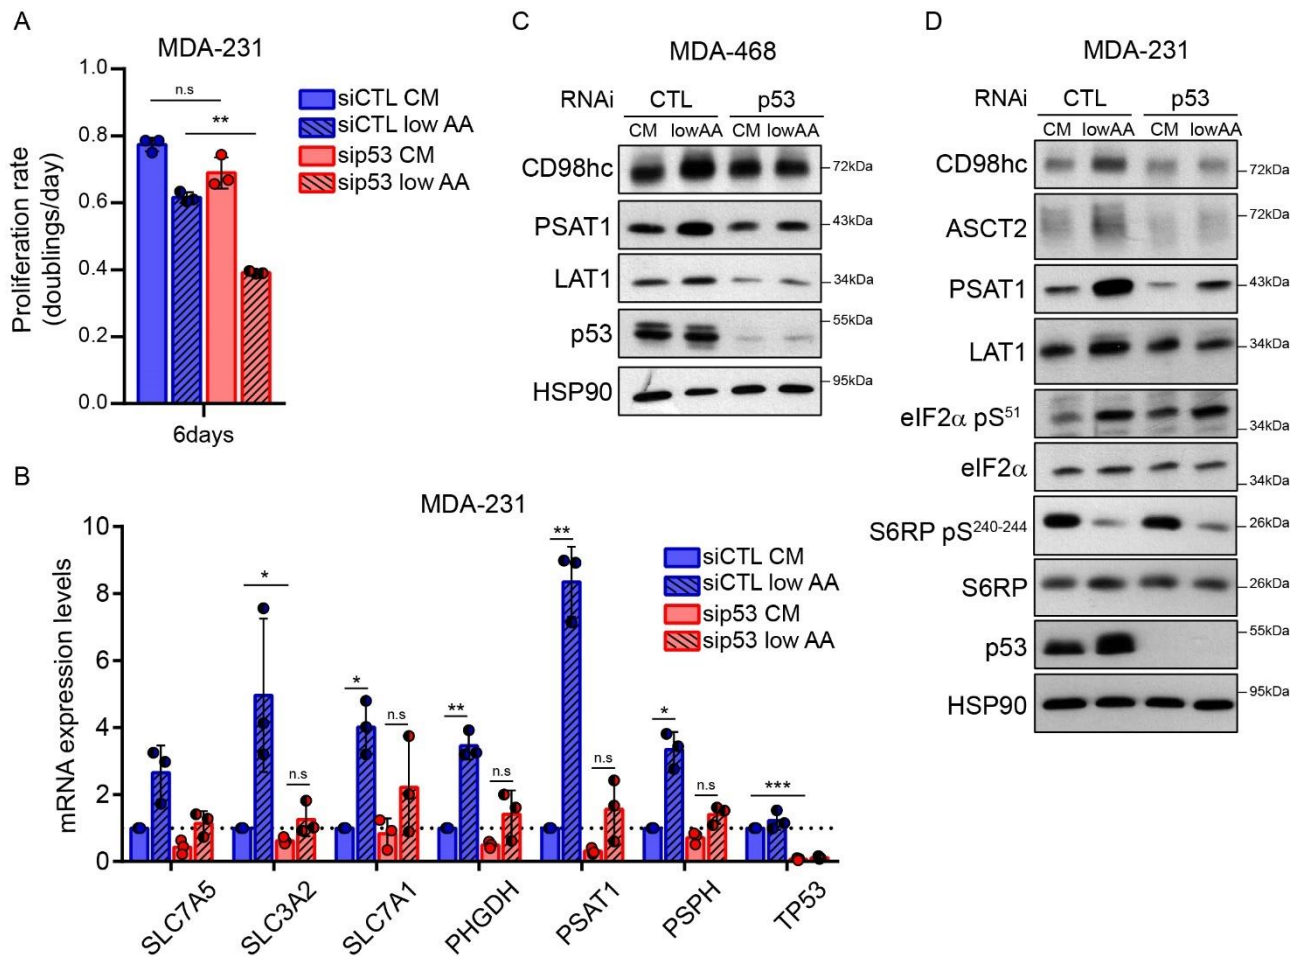 A
MDA-231
Proliferation rate
(doublings/day)
1.0
0.8
0.6
0.4
0.2
0.0
n.s
**
6days
siCTL CM
siCTL low AA
sip53 CM
sip53 low AA
B
MDA-231
mRNA expression levels
10
8
6
4
2
0
*
*
n.s
**
n.s
**
n.s
*
n.s
***
n.s
siCTL CM
siCTL low AA
sip53 CM
sip53 low AA
SLC7A5
SLC3A2
SLC7A1
PHGDH
PSAT1
PSPH
TP53
C
MDA-468
RNAi CTL p53
CM lowAA CM lowAA
CD98hc 72kDa
PSAT1 43kDa
LAT1 34kDa
p53 55kDa
HSP90 95kDa
D
MDA-231
RNAi CTL p53
CM lowAA CM lowAA
CD98hc 72kDa
ASCT2 72kDa
PSAT1 43kDa
LAT1 34kDa
eIF2α pS⁵¹ 34kDa
eIF2α 34kDa
S6RP pS²⁴⁰⁻²⁴⁴ 26kDa
S6RP 26kDa
p53 55kDa
HSP90 95kDa